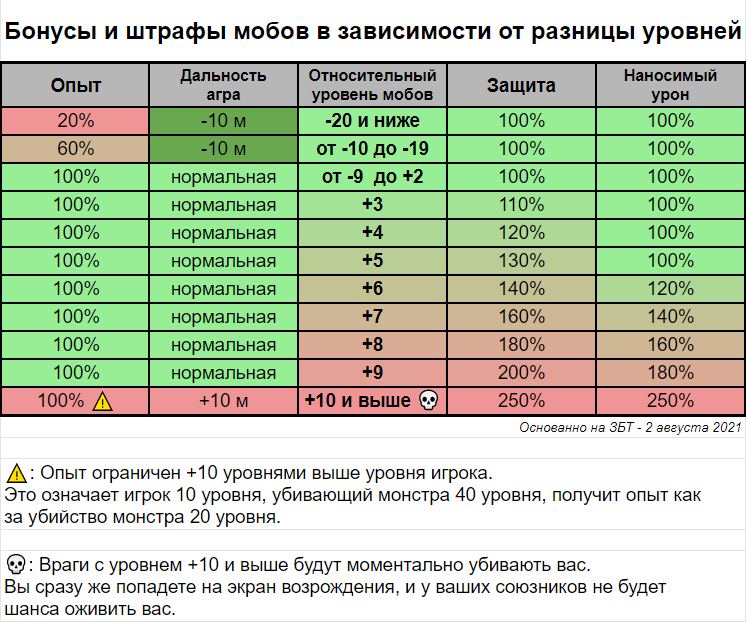 Бонусы и штрафы мобов в зависимости от разницы уровней
Опыт Дальность агра Относительный уровень мобов Защита Наносимый урон
20% -10 м -20 и ниже 100% 100%
60% -10 м от -10 до -19 100% 100%
100% нормальная от -9 до +2 100% 100%
100% нормальная +3 110% 100%
100% нормальная +4 120% 100%
100% нормальная +5 130% 100%
100% нормальная +6 140% 120%
100% нормальная +7 160% 140%
100% нормальная +8 180% 160%
100% нормальная +9 200% 180%
100% ⚠ +10 м +10 и выше 💀 250% 250%
Основанно на ЗБТ - 2 августа 2021
⚠: Опыт ограничен +10 уровнями выше уровня игрока.
Это означает игрок 10 уровня, убивающий монстра 40 уровня, получит опыт как
за убийство монстра 20 уровня.
💀: Враги с уровнем +10 и выше будут моментально убивають вас.
Вы сразу же попадете на экран возрождения, и у ваших союзников не будет
шанса оживить вас.